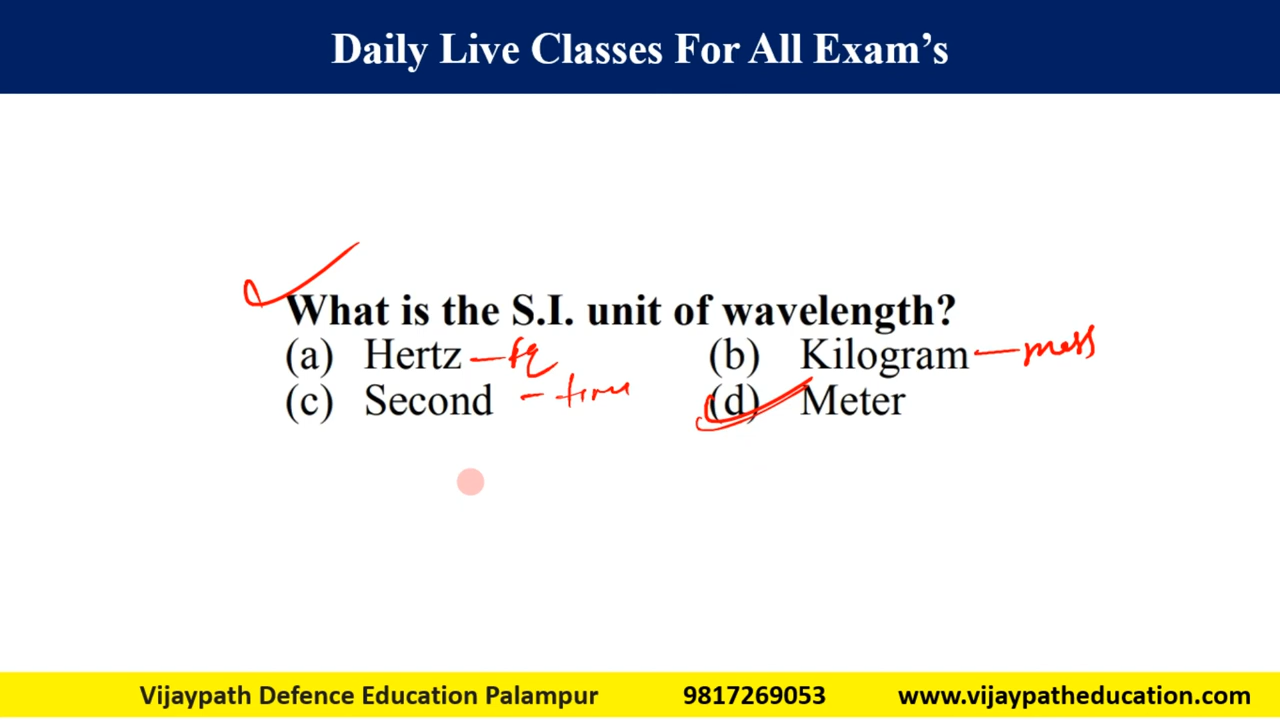 Daily Live Classes For All Exam's
What is the S.I. unit of wavelength?
(a) Hertz – fq (b) Kilogram – mass
(c) Second – time (d) Meter
Vijaypath Defence Education Palampur 9817269053 www.vijaypatheducation.com